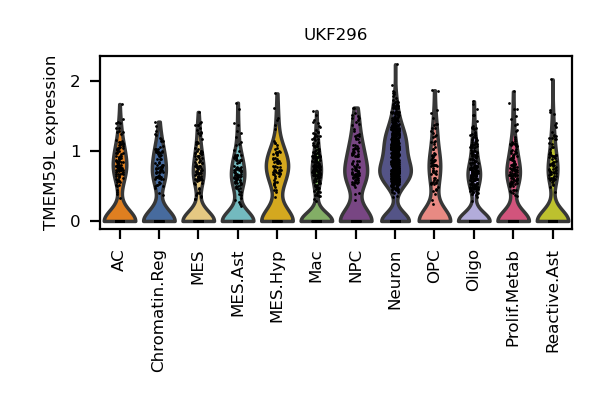 UKF296
TMEM59L expression
2
1
0
AC
Chromatin.Reg
MES
MES.Ast
MES.Hyp
Mac
NPC
Neuron
OPC
Oligo
Prolif.Metab
Reactive.Ast